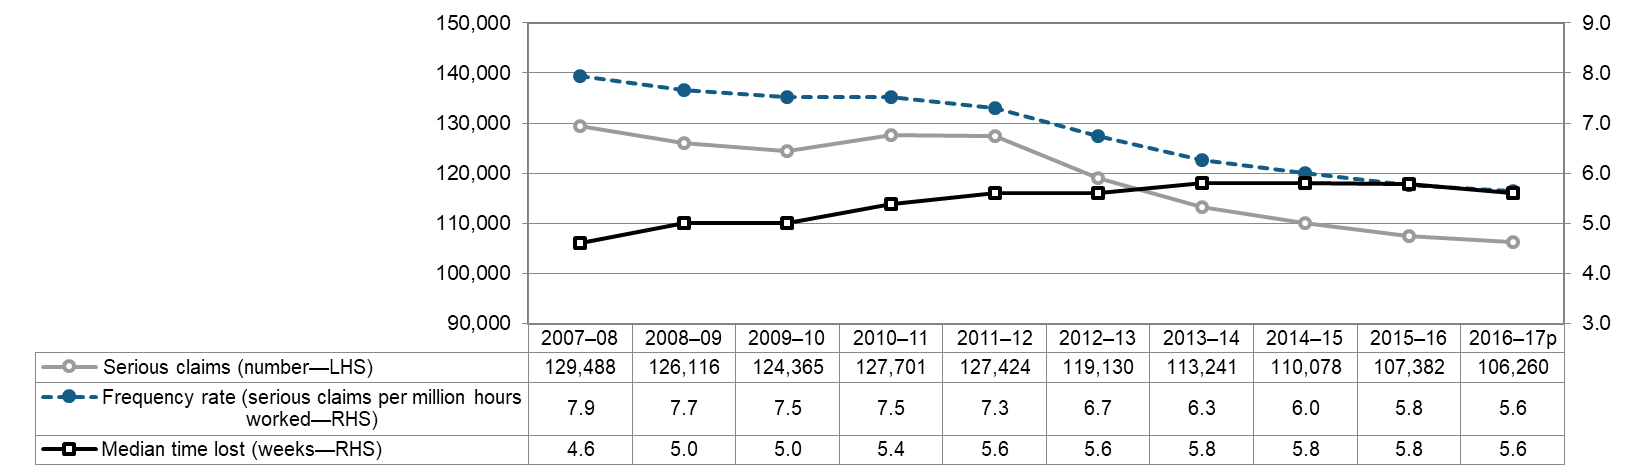 150,000 9.0
140,000 8.0
130,000 7.0
120,000 6.0
110,000 5.0
100,000 4.0
90,000 3.0
2007–08 2008–09 2009–10 2010–11 2011–12 2012–13 2013–14 2014–15 2015–16 2016–17p
Serious claims (number—LHS) 129,488 126,116 124,365 127,701 127,424 119,130 113,241 110,078 107,382 106,260
Frequency rate (serious claims per million hours
worked—RHS) 7.9 7.7 7.5 7.5 7.3 6.7 6.3 6.0 5.8 5.6
Median time lost (weeks—RHS) 4.6 5.0 5.0 5.4 5.6 5.6 5.8 5.8 5.8 5.6